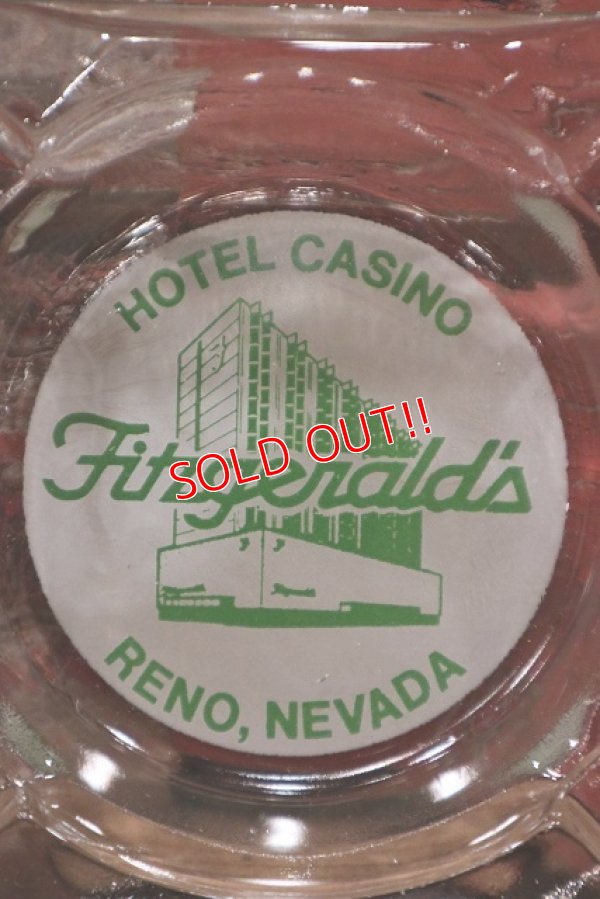 HOTEL CASINO
Fitzgerald's
SOLD OUT!!
RENO, NEVADA